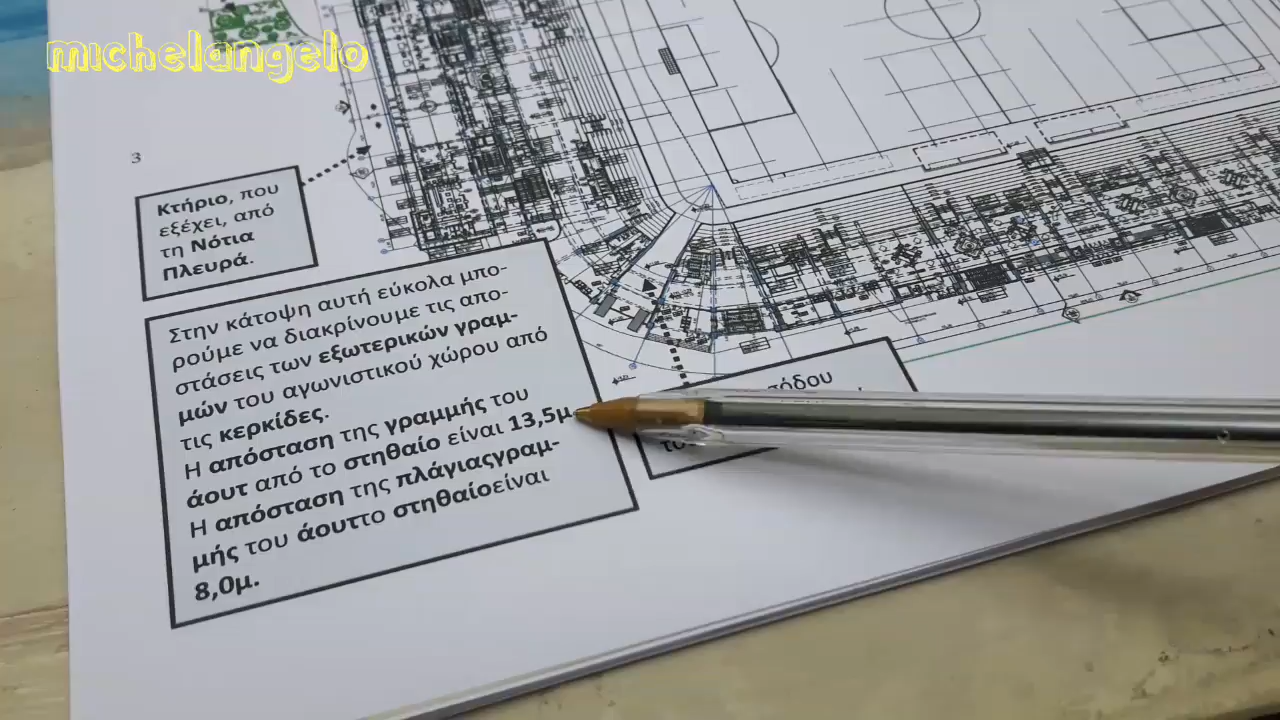 michelangelo
3
Κτήριο, που
εξέχει, από
τη Νότια
Πλευρά.
Στην κάτοψη αυτή εύκολα μπο-
ρούμε να διακρίνουμε τις απο-
στάσεις των εξωτερικών γραμ-
μών του αγωνιστικού χώρου από
τις κερκίδες.
Η απόσταση της γραμμής του
άουτ από το στηθαίο είναι 13,5μ
Η απόσταση της πλάγιαςγραμ-
μής του άουττο στηθαίοείναι
8,0μ.